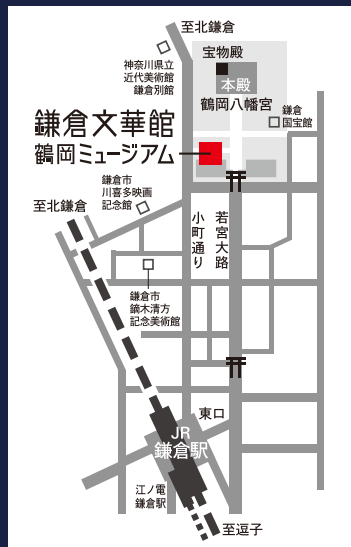 至北鎌倉
神奈川県立
近代美術館
鎌倉別館
宝物殿
本殿
鶴岡八幡宮
鎌倉
国宝館
鎌倉文華館
鶴岡ミュージアム
鎌倉市
川喜多映画
記念館
至北鎌倉
小町通り
若宮大路
鎌倉市
鏑木清方
記念美術館
東口
JR
鎌倉駅
江ノ電
鎌倉駅
至逗子